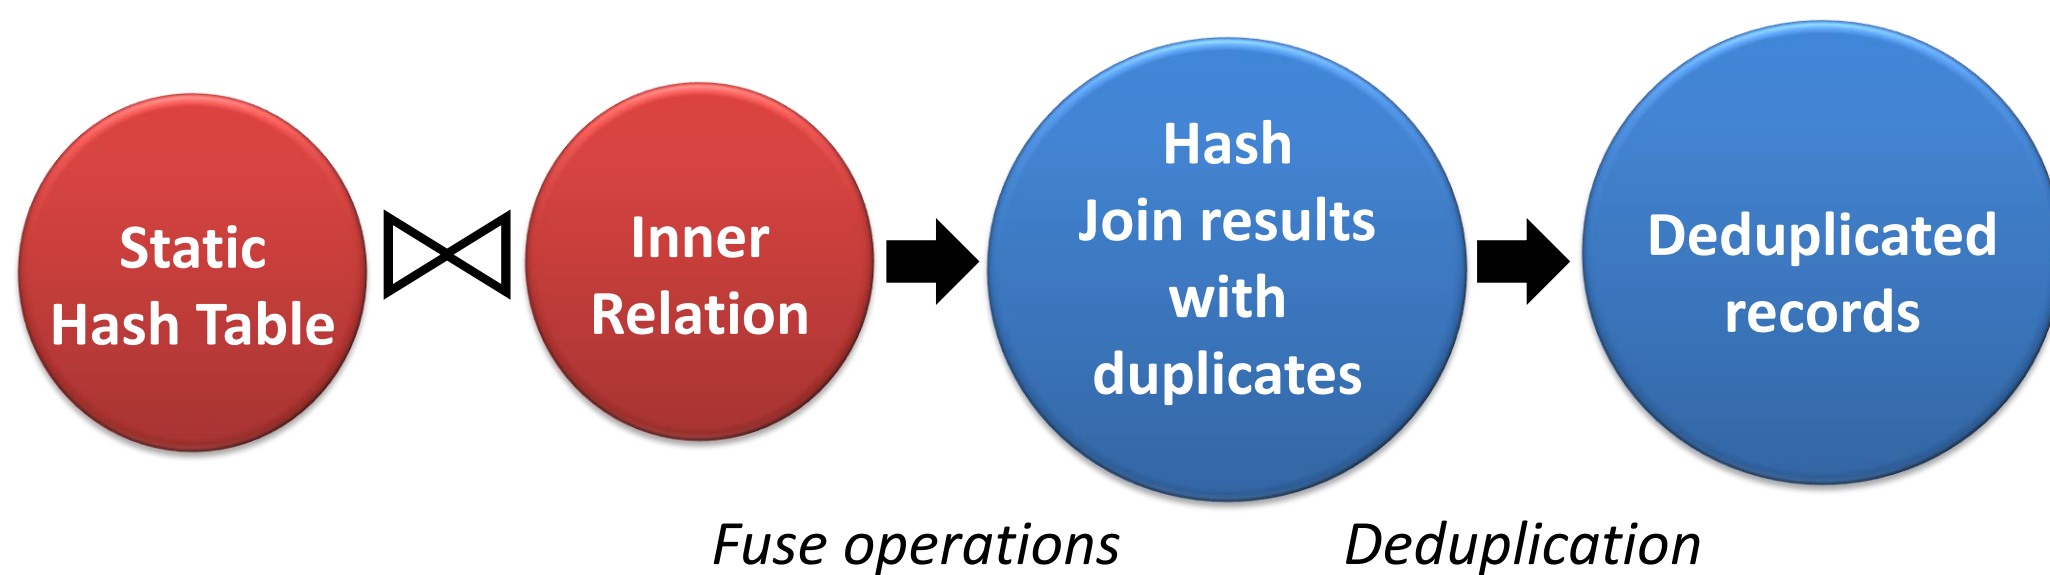 Static
Hash Table
Inner
Relation
Hash
Join results
with
duplicates
Deduplicated
records
Fuse operations
Deduplication